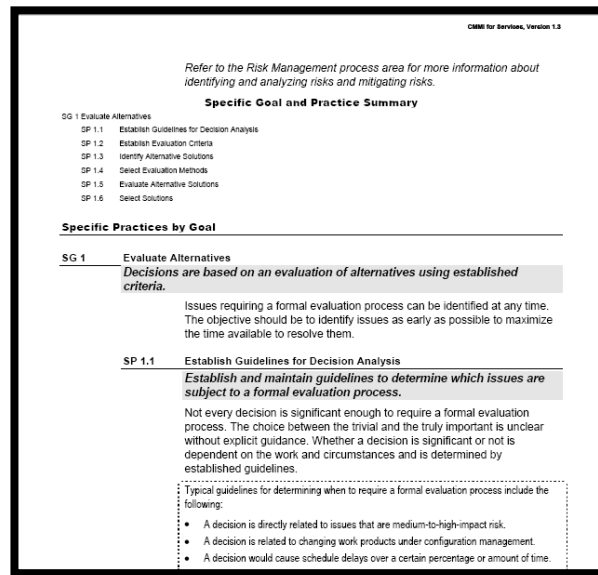 CMMI for Services, Version 1.3
Refer to the Risk Management process area for more information about
identifying and analyzing risks and mitigating risks.
Specific Goal and Practice Summary
SG 1 Evaluate Alternatives
SP 1.1 Establish Guidelines for Decision Analysis
SP 1.2 Establish Evaluation Criteria
SP 1.3 Identify Alternative Solutions
SP 1.4 Select Evaluation Methods
SP 1.5 Evaluate Alternative Solutions
SP 1.6 Select Solutions
Specific Practices by Goal
SG 1 Evaluate Alternatives
Decisions are based on an evaluation of alternatives using established
criteria.
Issues requiring a formal evaluation process can be identified at any time.
The objective should be to identify issues as early as possible to maximize
the time available to resolve them.
SP 1.1 Establish Guidelines for Decision Analysis
Establish and maintain guidelines to determine which issues are
subject to a formal evaluation process.
Not every decision is significant enough to require a formal evaluation
process. The choice between the trivial and the truly important is unclear
without explicit guidance. Whether a decision is significant or not is
dependent on the work and circumstances and is determined by
established guidelines.
Typical guidelines for determining when to require a formal evaluation process include the
following:
• A decision is directly related to issues that are medium-to-high-impact risk.
• A decision is related to changing work products under configuration management.
• A decision would cause schedule delays over a certain percentage or amount of time.